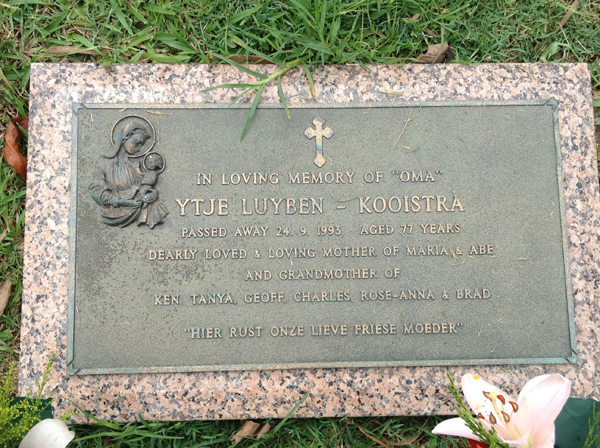 IN LOVING MEMORY OF "OMA"
YTJE LUYBEN - KOOISTRA
PASSED AWAY 24. 9. 1993 AGED 77 YEARS
DEARLY LOVED & LOVING MOTHER OF MARIA & ABE
AND GRANDMOTHER OF
KEN, TANYA, GEOFF, CHARLES, ROSE-ANNA & BRAD
"HIER RUST ONZE LIEVE FRIESE MOEDER"